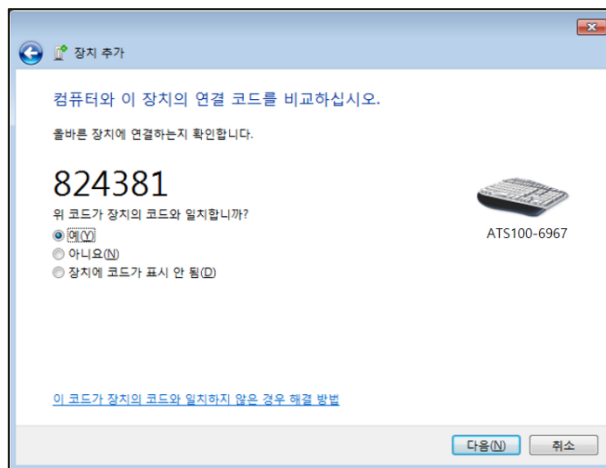 장치 추가
컴퓨터와 이 장치의 연결 코드를 비교하십시오.
올바른 장치에 연결하는지 확인합니다.
824381
위 코드가 장치의 코드와 일치합니까?
예(Y)
아니요(N)
장치에 코드가 표시 안 됨(D)
ATS100-6967
이 코드가 장치의 코드와 일치하지 않은 경우 해결 방법
다음(N) 취소